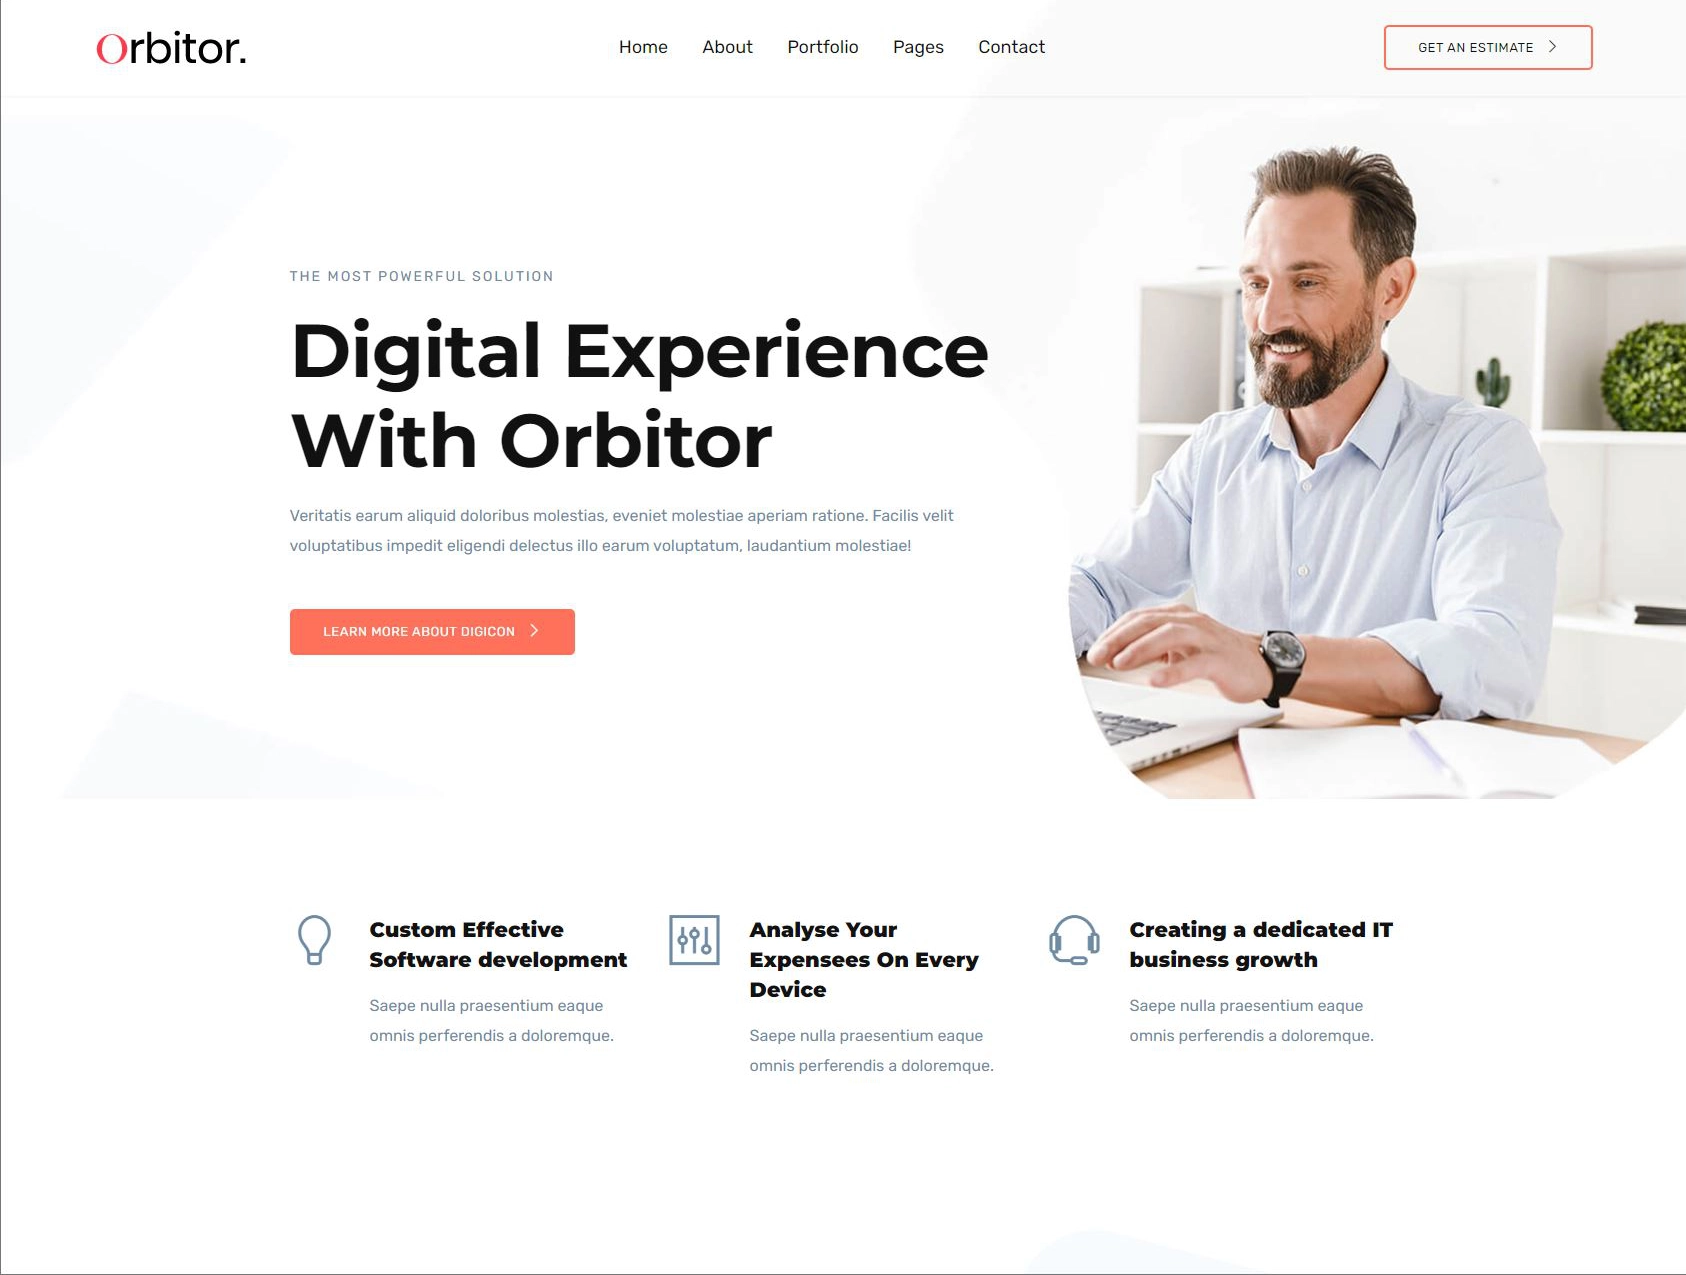 Orbitor.
Home About Portfolio Pages Contact
GET AN ESTIMATE
THE MOST POWERFUL SOLUTION
Digital Experience
With Orbitor
Veritatis earum aliquid doloribus molestias, eveniet molestiae aperiam ratione. Facilis velit
voluptatibus impedit eligendi delectus illo earum voluptatum, laudantium molestiae!
LEARN MORE ABOUT DIGICON
Custom Effective
Software development
Saepe nulla praesentium eaque
omnis perferendis a doloremque.
Analyse Your
Expensees On Every
Device
Saepe nulla praesentium eaque
omnis perferendis a doloremque.
Creating a dedicated IT
business growth
Saepe nulla praesentium eaque
omnis perferendis a doloremque.